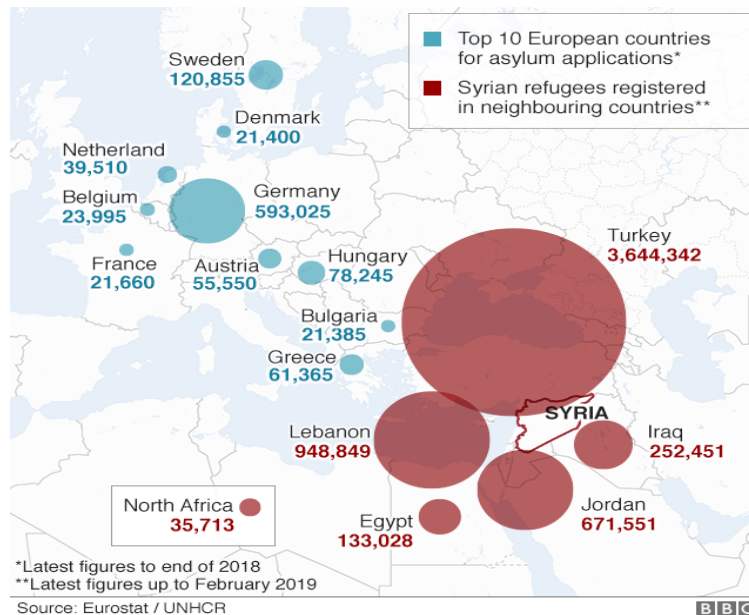 Top 10 European countries
for asylum applications*
Syrian refugees registered
in neighbouring countries**
Sweden
120,855
Denmark
21,400
Netherland
39,510
Belgium
23,995
Germany
593,025
France
21,660
Austria
55,550
Hungary
78,245
Bulgaria
21,385
Greece
61,365
Turkey
3,644,342
SYRIA
Lebanon
948,849
Iraq
252,451
Jordan
671,551
Egypt
133,028
North Africa
35,713
*Latest figures to end of 2018
**Latest figures up to February 2019
Source: Eurostat / UNHCR
BBC